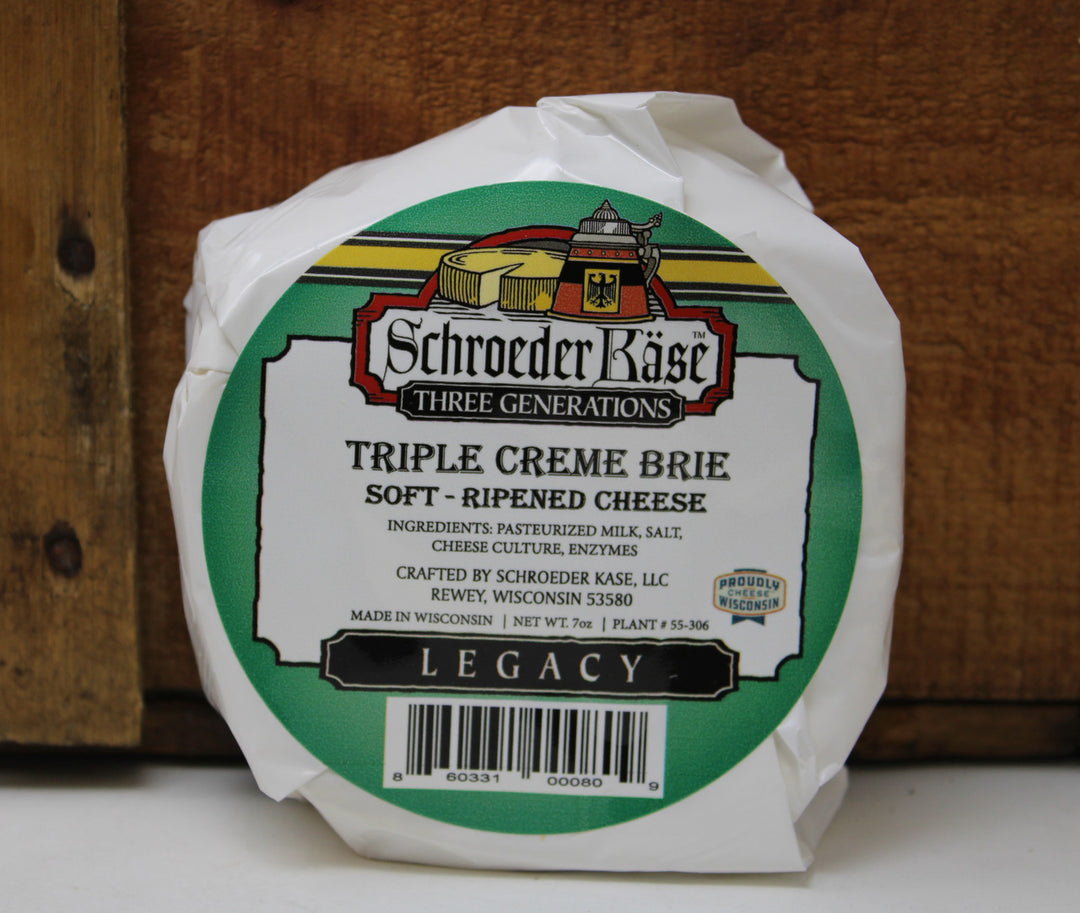 Schroeder Käse™
THREE GENERATIONS
TRIPLE CREME BRIE
SOFT - RIPENED CHEESE
INGREDIENTS: PASTEURIZED MILK, SALT,
CHEESE CULTURE, ENZYMES
CRAFTED BY SCHROEDER KASE, LLC
REWEY, WISCONSIN 53580
PROUDLY
CHEESE
WISCONSIN
MADE IN WISCONSIN | NET WT. 7oz | PLANT # 55-306
LEGACY
8 60331 00080 9